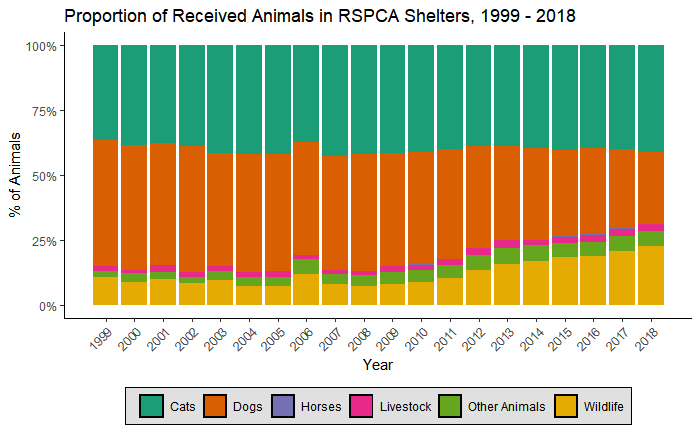 Proportion of Received Animals in RSPCA Shelters, 1999 - 2018
100%
75%
50%
25%
0%
% of Animals
1999 2000 2001 2002 2003 2004 2005 2006 2007 2008 2009 2010 2011 2012 2013 2014 2015 2016 2017 2018
Year
Cats Dogs Horses Livestock Other Animals Wildlife